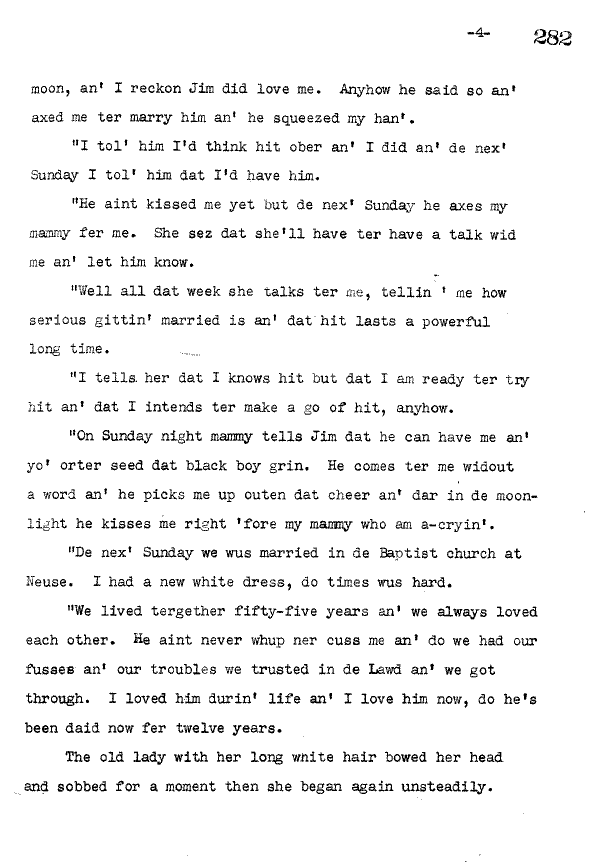 -4- 282
moon, an' I reckon Jim did love me. Anyhow he said so an'
axed me ter marry him an' he squeezed my han'.
"I tol' him I'd think hit ober an' I did an' de nex'
Sunday I tol' him dat I'd have him.
"He aint kissed me yet but de nex' Sunday he axes my
mammy fer me. She sez dat she'll have ter have a talk wid
me an' let him know.
"Well all dat week she talks ter me, tellin ' me how
serious gittin' married is an' dat hit lasts a powerful
long time.
"I tells her dat I knows hit but dat I am ready ter try
hit an' dat I intends ter make a go of hit, anyhow.
"On Sunday night mammy tells Jim dat he can have me an'
yo' orter seed dat black boy grin. He comes ter me widout
a word an' he picks me up outen dat cheer an' dar in de moon-
light he kisses me right 'fore my mammy who am a-cryin'.
"De nex' Sunday we wus married in de Baptist church at
Neuse. I had a new white dress, do times wus hard.
"We lived tergether fifty-five years an' we always loved
each other. He aint never whup ner cuss me an' do we had our
fusses an' our troubles we trusted in de Lawd an' we got
through. I loved him durin' life an' I love him now, do he's
been daid now fer twelve years.
The old lady with her long white hair bowed her head
and sobbed for a moment then she began again unsteadily.